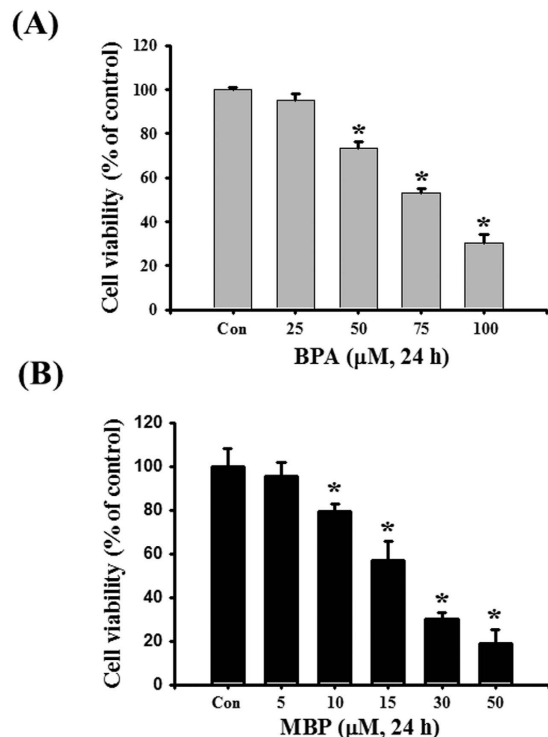 (A)
Cell viability (% of control)
120
100
80
60
40
20
0
*
*
*
Con 25 50 75 100
BPA (μM, 24 h)
(B)
Cell viability (% of control)
120
100
80
60
40
20
0
*
*
*
*
Con 5 10 15 30 50
MBP (μM, 24 h)